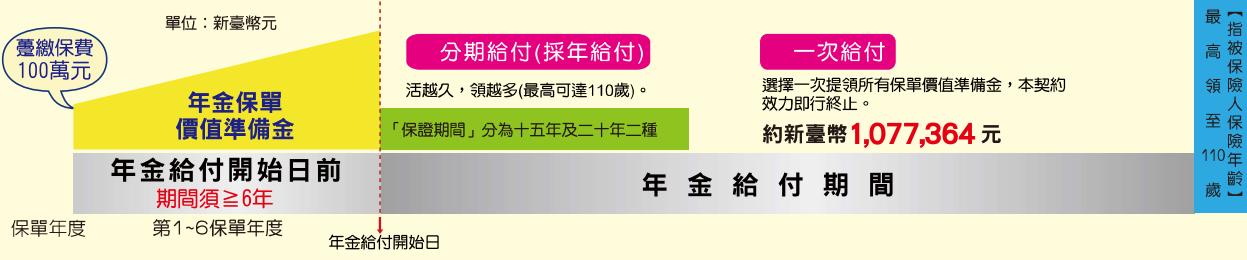 單位：新臺幣元
躉繳保費
100萬元
年金保單
價值準備金
分期給付(採年給付)
活越久，領越多(最高可達110歲)。
「保證期間」分為十五年及二十年二種
一次給付
選擇一次提領所有保單價值準備金，本契約
效力即行終止。
約新臺幣1,077,364元
年金給付開始日前
期間須≧6年
年金給付期間
保單年度
第1~6保單年度
年金給付開始日
最高領至110歲
【指被保險人保險年齡】